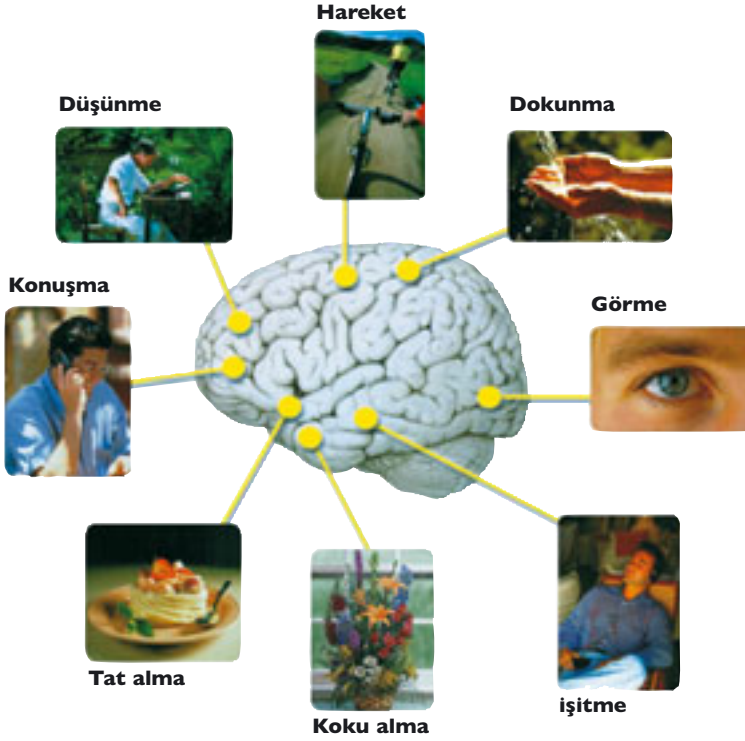 Hareket
Düşünme
Dokunma
Konuşma
Görme
Tat alma
işitme
Koku alma